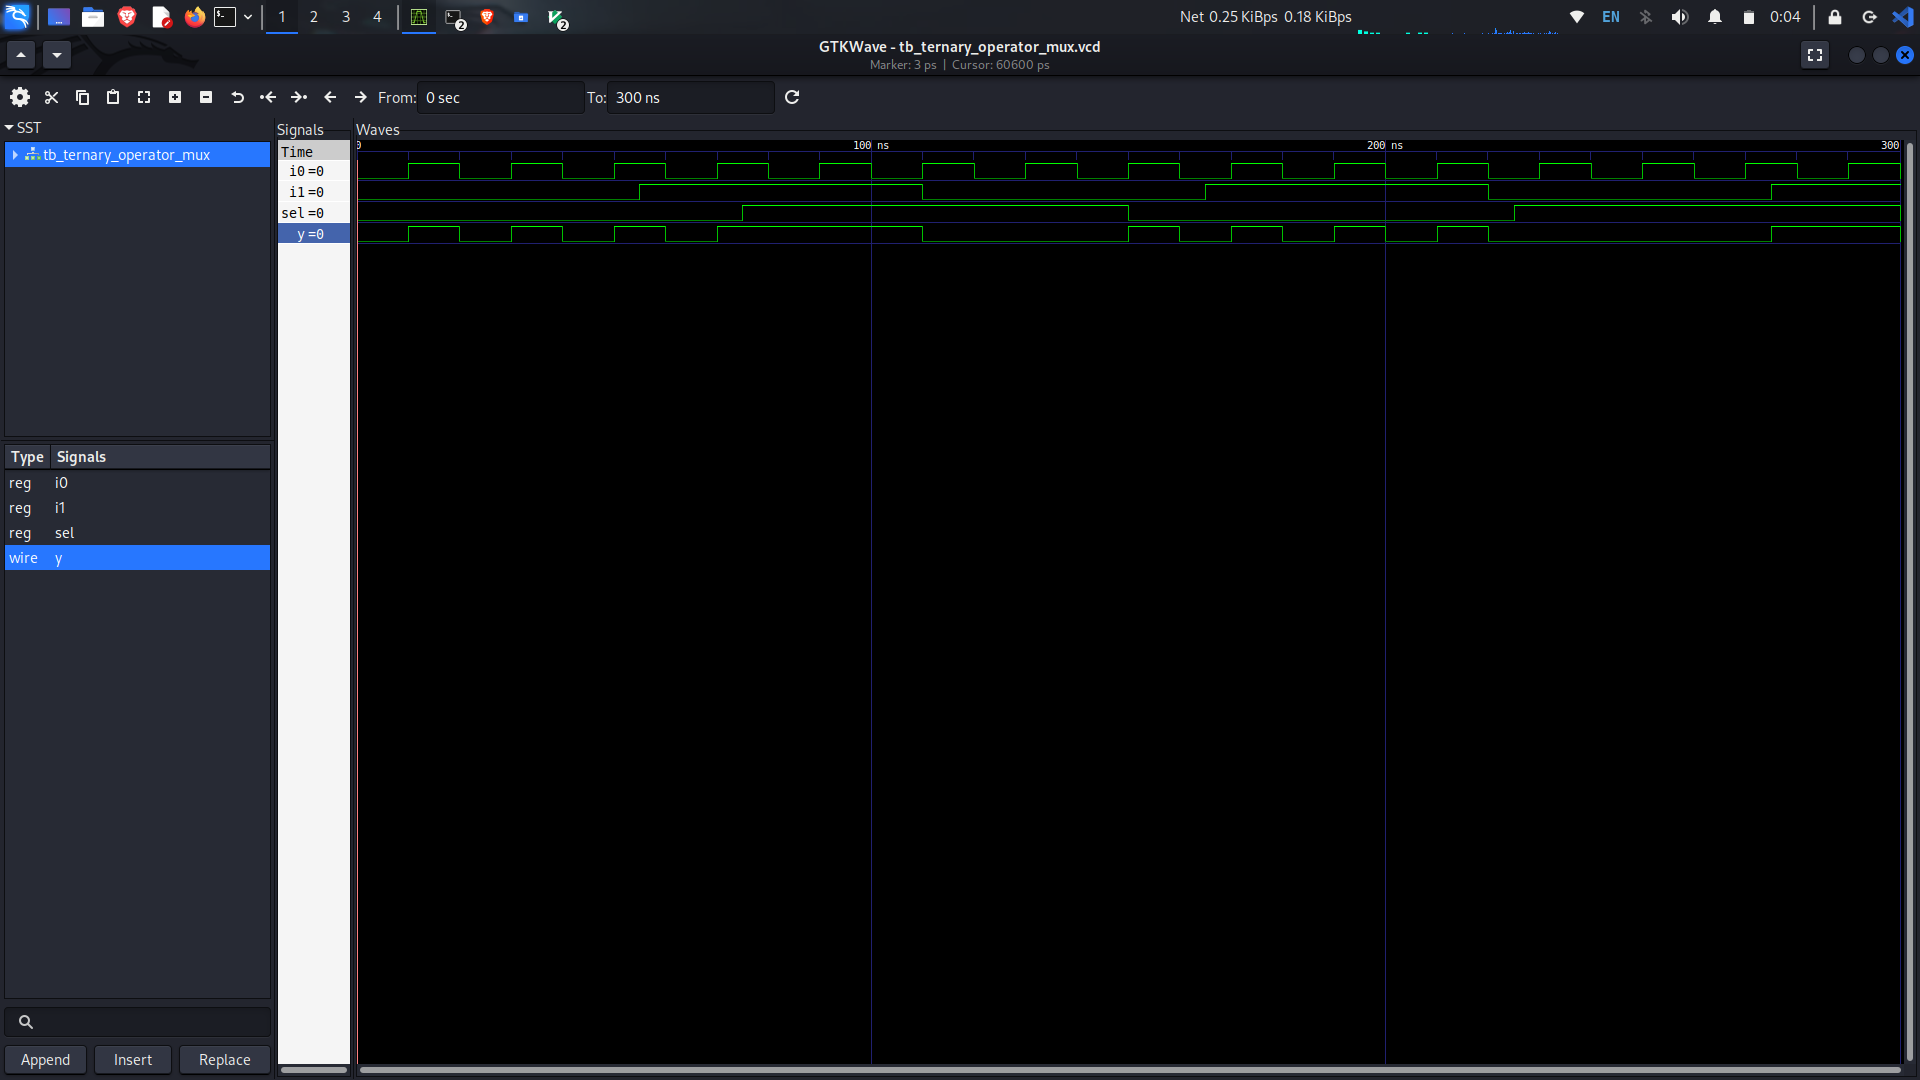 1 2 3 4 2 2 Net 0.25 KiBps 0.18 KiBps EN 0:04
GTKWave - tb_ternary_operator_mux.vcd
Marker: 3 ps | Cursor: 60600 ps
From: 0 sec To: 300 ns
SST
tb_ternary_operator_mux
Signals
Time
i0 =0
i1 =0
sel =0
y =0
Waves
0 100 ns 200 ns 300
Type Signals
reg i0
reg i1
reg sel
wire y
Append Insert Replace